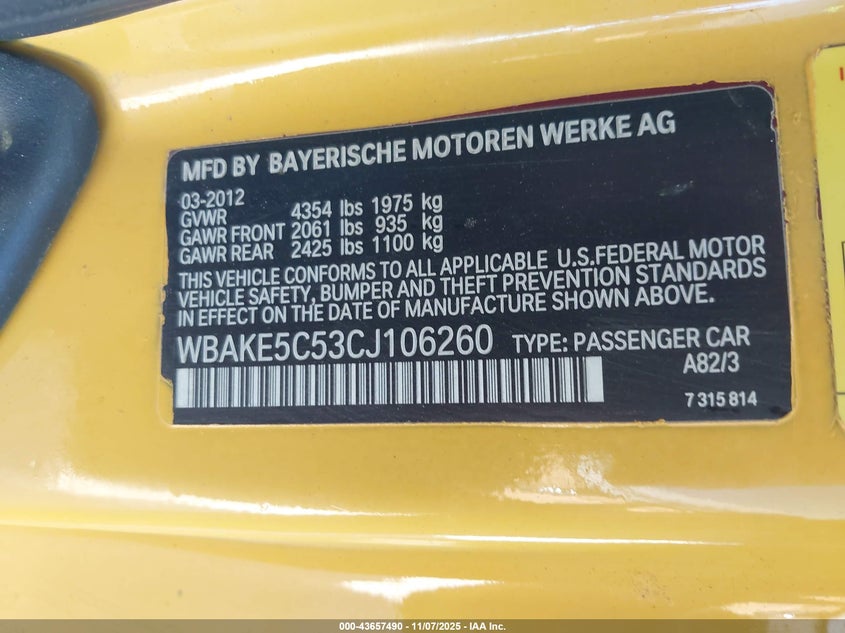 MFD BY BAYERISCHE MOTOREN WERKE AG
03-2012
GVWR 4354 lbs 1975 kg
GAWR FRONT 2061 lbs 935 kg
GAWR REAR 2425 lbs 1100 kg
THIS VEHICLE CONFORMS TO ALL APPLICABLE U.S.FEDERAL MOTOR
VEHICLE SAFETY, BUMPER AND THEFT PREVENTION STANDARDS
IN EFFECT ON THE DATE OF MANUFACTURE SHOWN ABOVE.
WBAKE5C53CJ106260 TYPE: PASSENGER CAR
A82/3
7 315 814
000-43657490 - 11/07/2025 - IAA Inc.